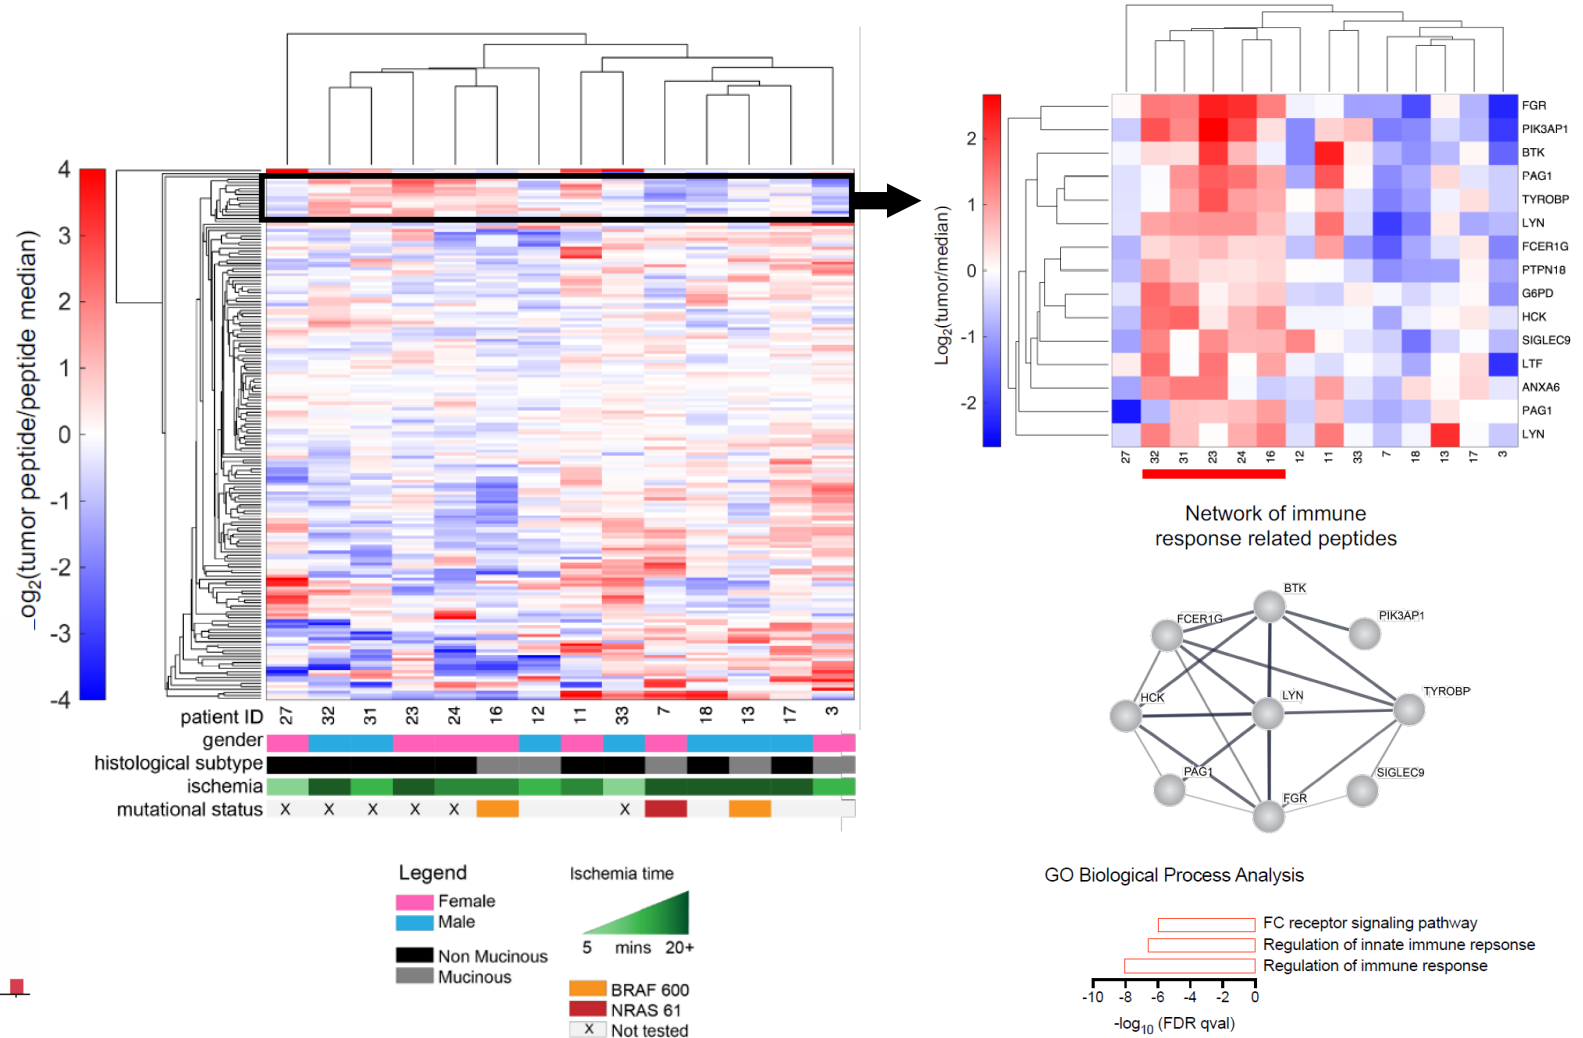 4
3
2
1
0
-1
-2
-3
-4
_og2(tumor peptide/peptide median)
patient ID 27 32 31 23 24 16 12 11 33 7 18 13 17 3
gender
histological subtype
ischemia
mutational status X X X X X X
Legend
Female
Male
Non Mucinous
Mucinous
Ischemia time
5 mins 20+
BRAF 600
NRAS 61
X Not tested
2
1
0
-1
-2
Log2(tumor/median)
FGR
PIK3AP1
BTK
PAG1
TYROBP
LYN
FCER1G
PTPN18
G6PD
HCK
SIGLEC9
LTF
ANXA6
PAG1
LYN
27 32 31 23 24 16 12 11 33 7 18 13 17 3
Network of immune
response related peptides
BTK
FCER1G
PIK3AP1
HCK
LYN
TYROBP
PAG1
SIGLEC9
FGR
GO Biological Process Analysis
FC receptor signaling pathway
Regulation of innate immune repsonse
Regulation of immune response
-10 -8 -6 -4 -2 0
-log10 (FDR qval)